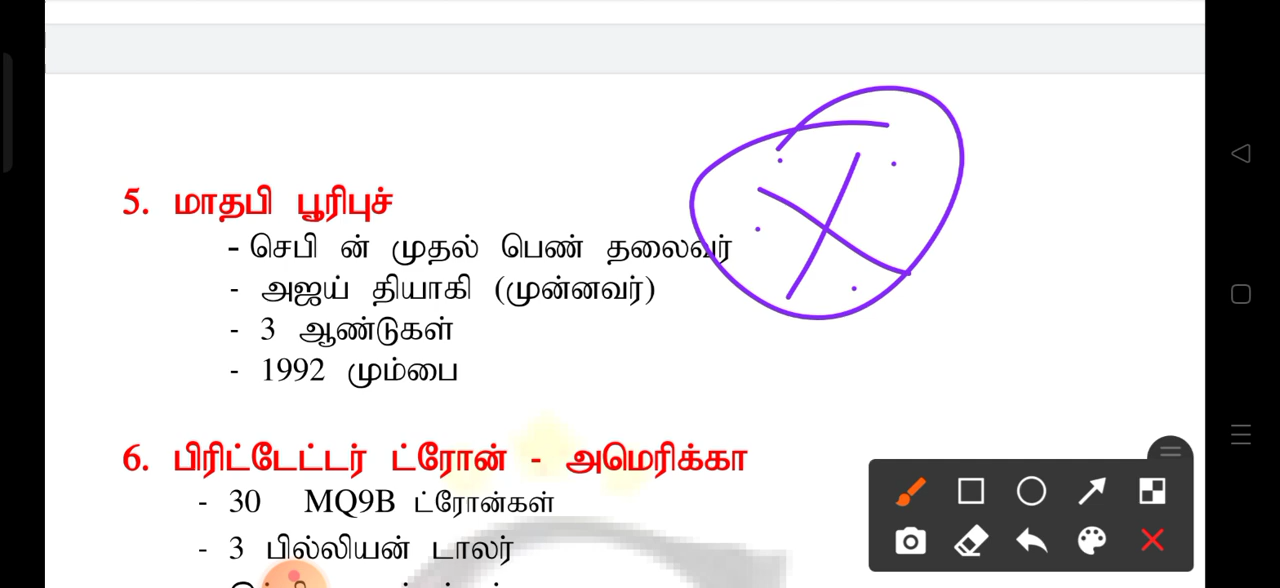 5. மாதபி பூரிபுச்
- செபி ன் முதல் பெண் தலைவர்
- அஜய் தியாகி (முன்னவர்)
- 3 ஆண்டுகள்
- 1992 மும்பை
6. பிரிட்டேட்டர் ட்ரோன் - அமெரிக்கா
- 30 MQ9B ட்ரோன்கள்
- 3 பில்லியன் டாலர்